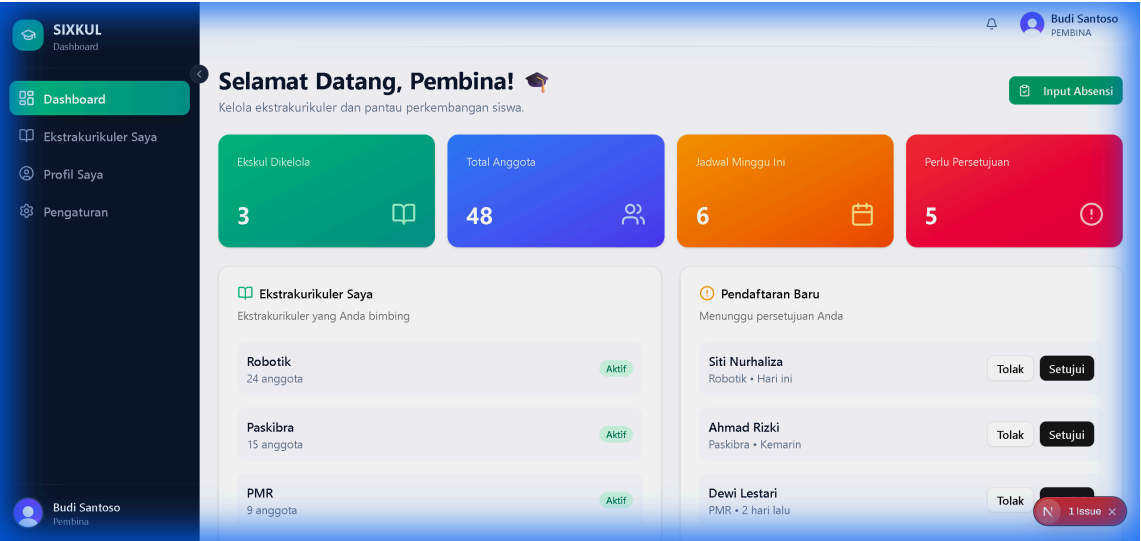 SIXKUL
Dashboard
Dashboard
Ekstrakurikuler Saya
Profil Saya
Pengaturan
Budi Santoso
Pembina
Budi Santoso
PEMBINA
Selamat Datang, Pembina!
Kelola ekstrakurikuler dan pantau perkembangan siswa.
Input Absensi
Ekskul Dikelola
3
Total Anggota
48
Jadwal Minggu Ini
6
Perlu Persetujuan
5
Ekstrakurikuler Saya
Ekstrakurikuler yang Anda bimbing
Robotik
24 anggota
Aktif
Paskibra
15 anggota
Aktif
PMR
9 anggota
Aktif
Pendaftaran Baru
Menunggu persetujuan Anda
Siti Nurhaliza
Robotik • Hari ini
Tolak
Setujui
Ahmad Rizki
Paskibra • Kemarin
Tolak
Setujui
Dewi Lestari
PMR • 2 hari lalu
Tolak
N 1 Issue